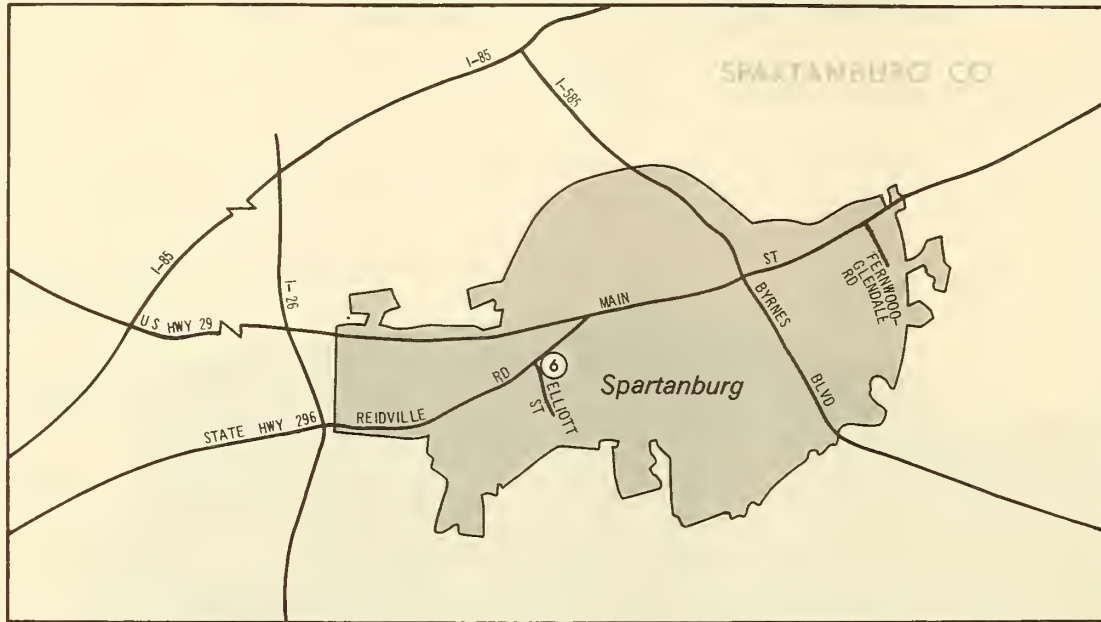 SPARTANBURG CO
I-85
I-585
I-85
I-26
US HWY 29
MAIN
ST
FERNWOOD-
GLENDALE
RD
BYRNES
BLVD
RD
6
ELLIOTT
ST
Spartanburg
REIDVILLE
STATE HWY 296